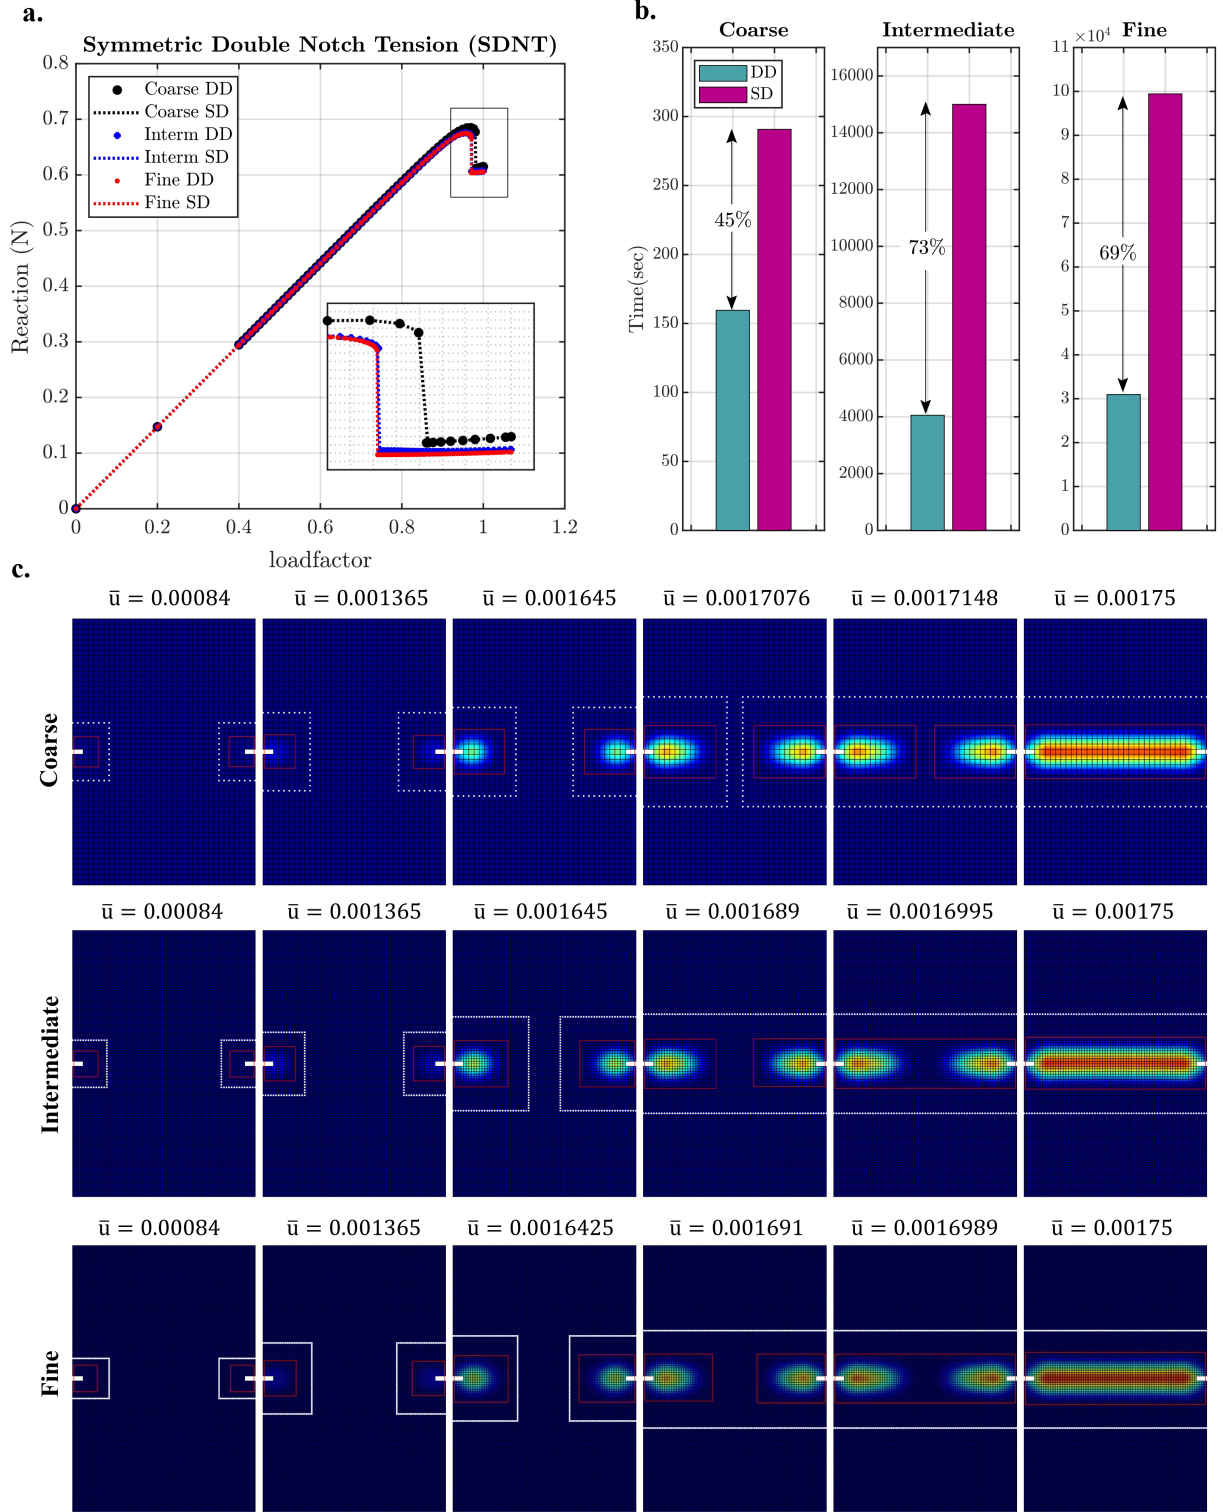 a.
Symmetric Double Notch Tension (SDNT)
0.8
0.7
0.6
0.5
0.4
0.3
0.2
0.1
0
Reaction (N)
Coarse DD
Coarse SD
Interm DD
Interm SD
Fine DD
Fine SD
0
0.2
0.4
0.6
0.8
1
1.2
loadfactor
b.
Coarse
350
300
250
200
150
100
50
0
Time(sec)
DD
SD
45%
Intermediate
16000
14000
12000
10000
8000
6000
4000
2000
0
73%
×10⁴ Fine
11
10
9
8
7
6
5
4
3
2
1
0
69%
c.
u̅ = 0.00084
u̅ = 0.001365
u̅ = 0.001645
u̅ = 0.0017076
u̅ = 0.0017148
u̅ = 0.00175
Coarse
u̅ = 0.00084
u̅ = 0.001365
u̅ = 0.001645
u̅ = 0.001689
u̅ = 0.0016995
u̅ = 0.00175
Intermediate
u̅ = 0.00084
u̅ = 0.001365
u̅ = 0.0016425
u̅ = 0.001691
u̅ = 0.0016989
u̅ = 0.00175
Fine